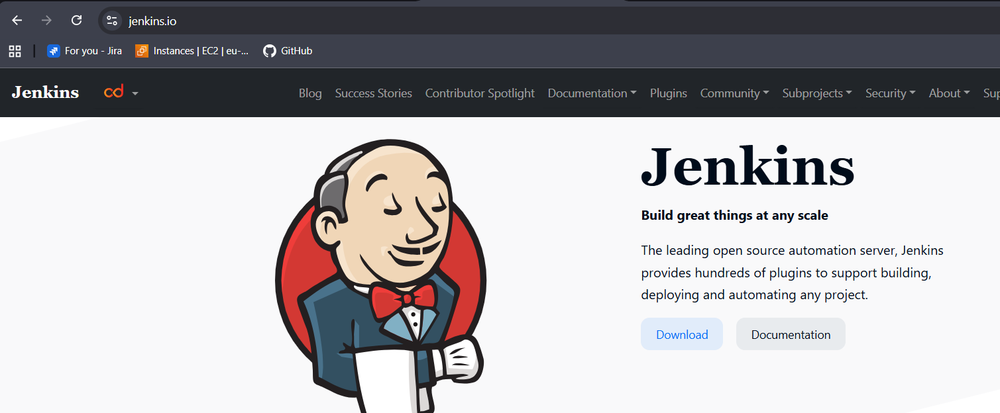 jenkins.io
For you - Jira
Instances | EC2 | eu-...
GitHub
Jenkins
cd
Blog
Success Stories
Contributor Spotlight
Documentation
Plugins
Community
Subprojects
Security
About
Sup
Jenkins
Build great things at any scale
The leading open source automation server, Jenkins
provides hundreds of plugins to support building,
deploying and automating any project.
Download
Documentation